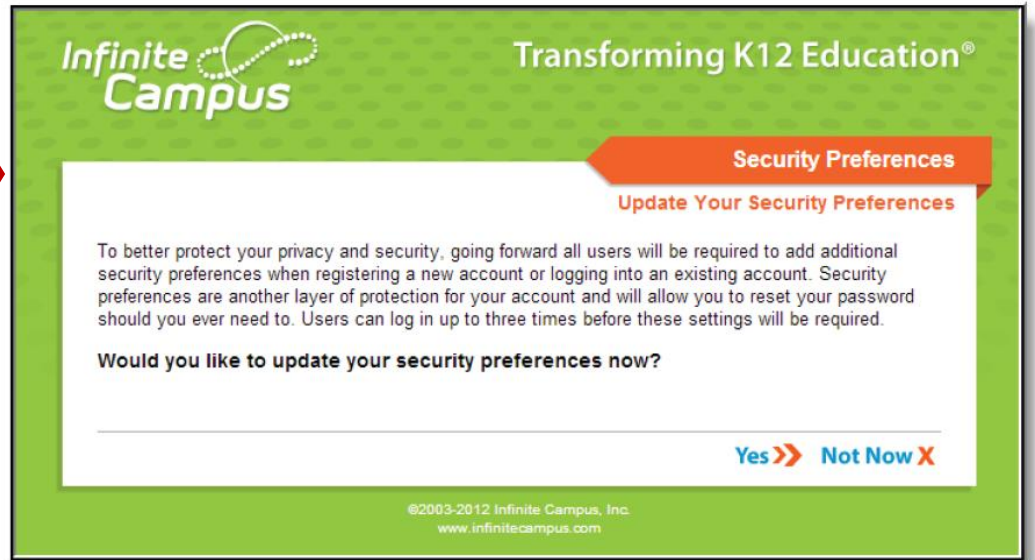 Infinite
Campus
Transforming K12 Education®
Security Preferences
Update Your Security Preferences
To better protect your privacy and security, going forward all users will be required to add additional
security preferences when registering a new account or logging into an existing account. Security
preferences are another layer of protection for your account and will allow you to reset your password
should you ever need to. Users can log in up to three times before these settings will be required.
Would you like to update your security preferences now?
Yes Not Now X
©2003-2012 Infinite Campus, Inc.
www.infinitecampus.com